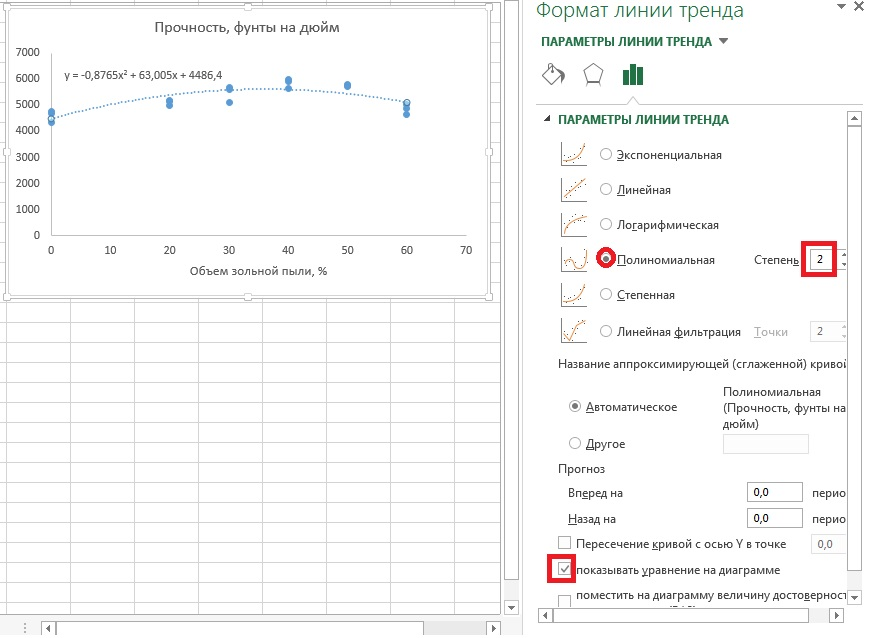 Прочность, фунты на дюйм
7000
6000
5000
4000
3000
2000
1000
0
y = -0,8765x² + 63,005x + 4486,4
0 10 20 30 40 50 60 70
Объем зольной пыли, %
Формат линии тренда
ПАРАМЕТРЫ ЛИНИИ ТРЕНДА
ПАРАМЕТРЫ ЛИНИИ ТРЕНДА
Экспоненциальная
Линейная
Логарифмическая
Полиномиальная Степень 2
Степенная
Линейная фильтрация Точки 2
Название аппроксимирующей (сглаженной) кривой
Автоматическое
Полиномиальная
(Прочность, фунты на
дюйм)
Другое
Прогноз
Вперед на 0,0 перио
Назад на 0,0 перио
Пересечение кривой с осью Y в точке 0,0
показывать уравнение на диаграмме
поместить на диаграмму величину достоверност